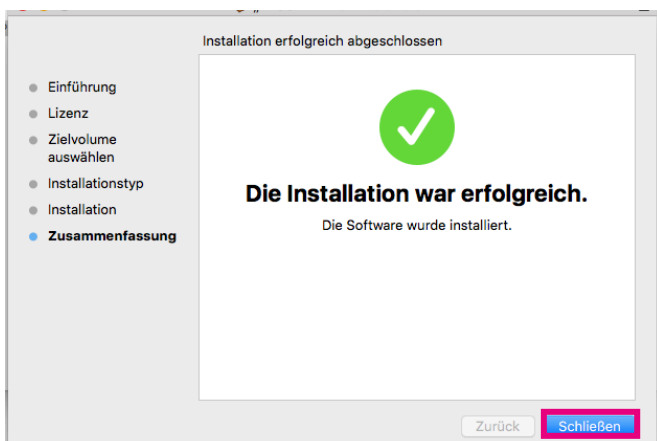 Installation erfolgreich abgeschlossen
Einführung
Lizenz
Zielvolume
auswählen
Installationstyp
Installation
Zusammenfassung
Die Installation war erfolgreich.
Die Software wurde installiert.
Zurück
Schließen